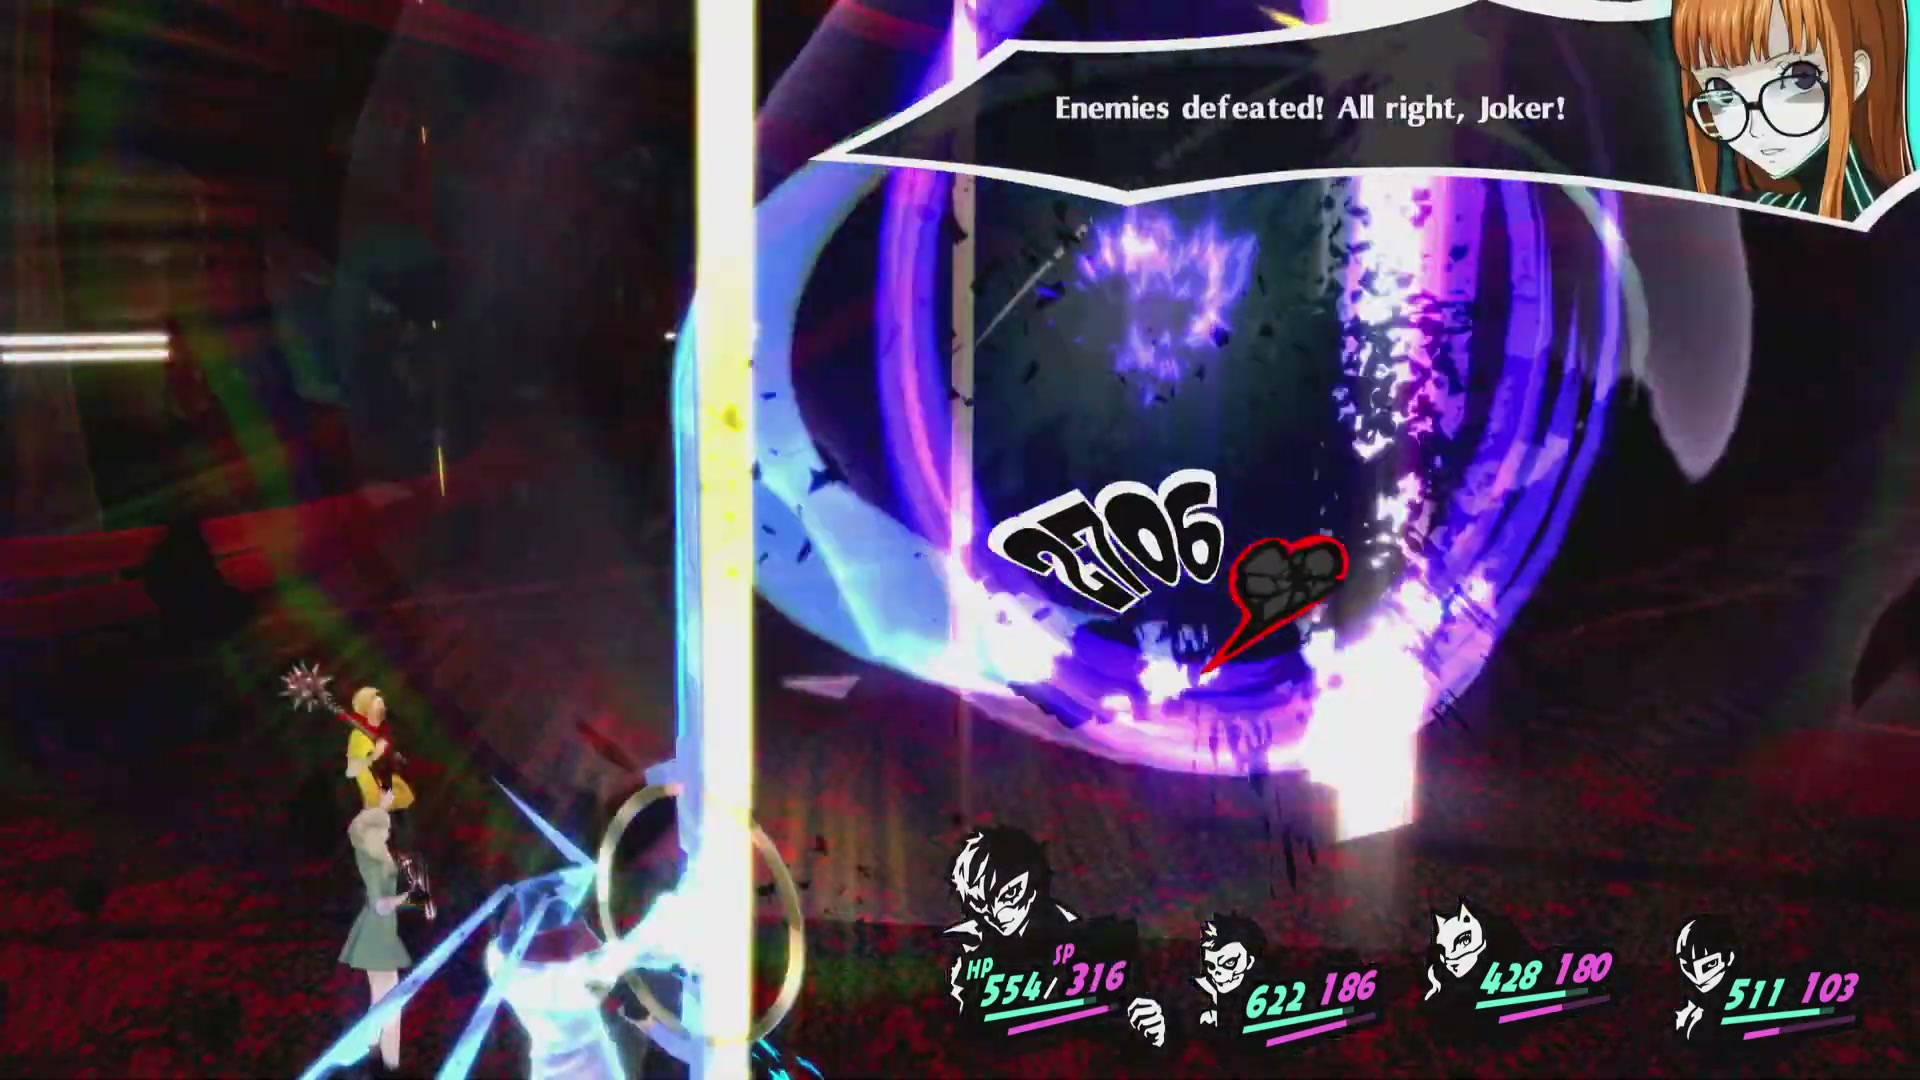 Enemies defeated! All right, Joker!
2706
HP 554/ SP 316
622 186
428 180
511 103